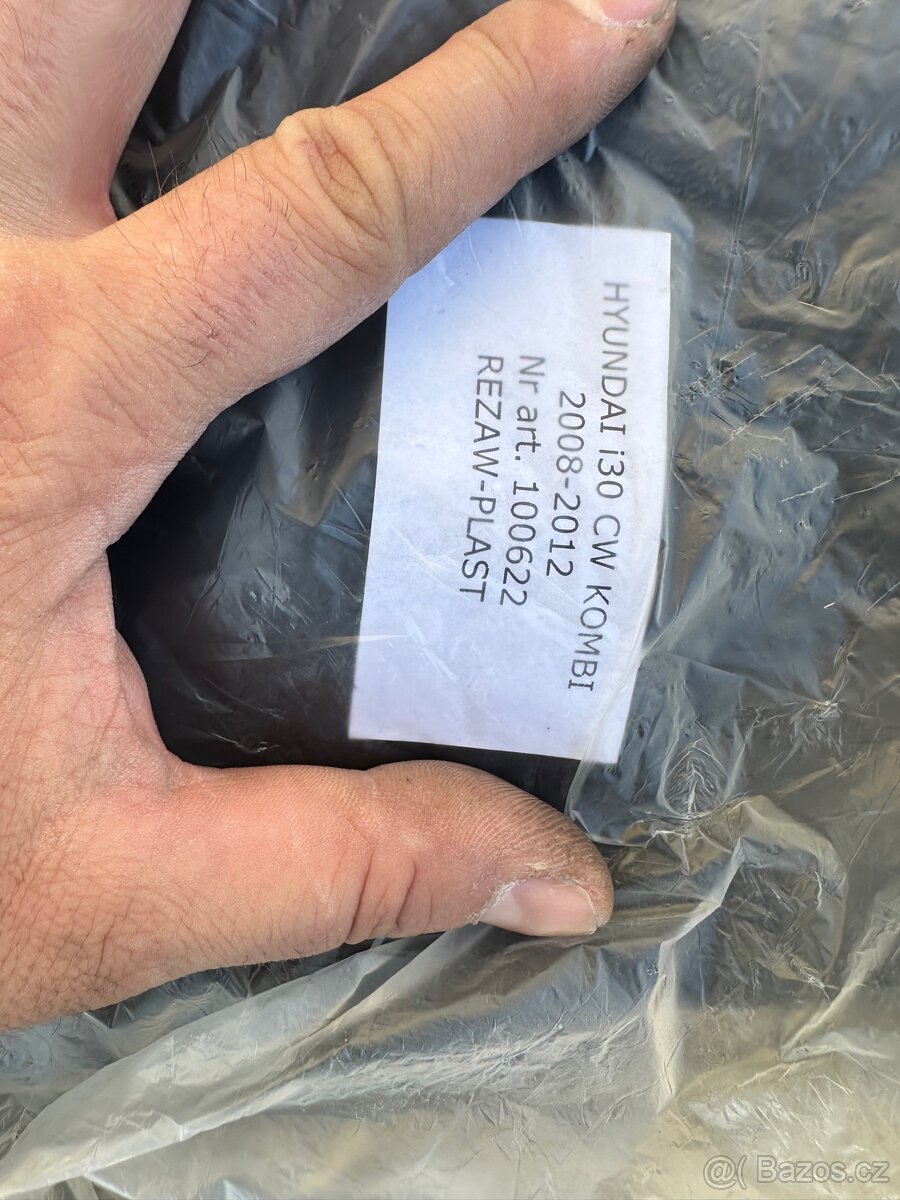 HYUNDAI i30 CW KOMBI
2008-2012
Nr art. 100622
REZAW-PLAST
@( Bazos.cz